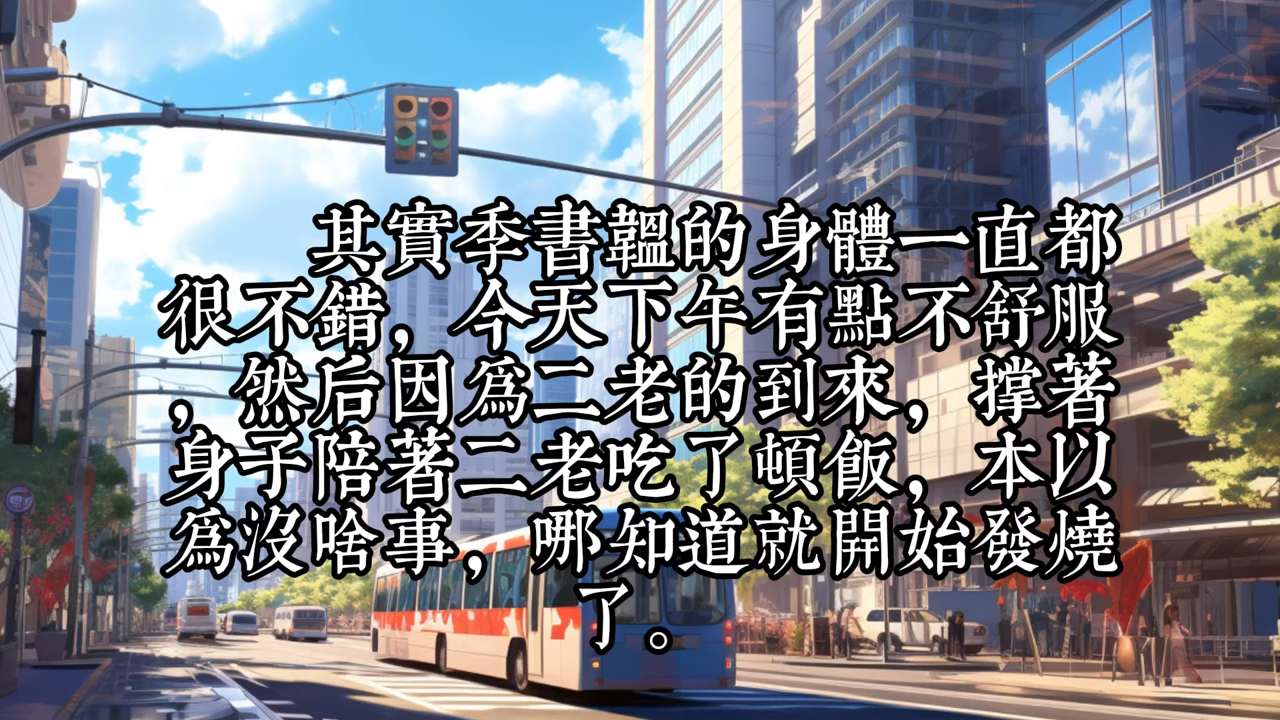 其實季書韞的身體一直都
很不錯，今天下午有點不舒服
，然后因爲二老的到來，撑著
身子陪著二老吃了頓飯，本以
爲沒啥事，哪知道就開始發燒
了。